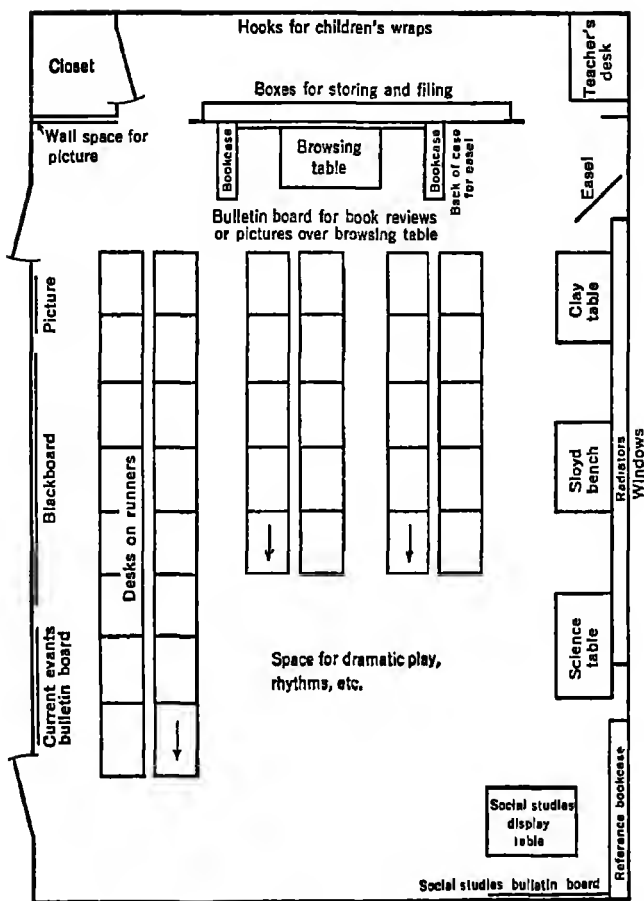 Hooks for children's wraps
Closet
Teacher's
desk
Boxes for storing and filing
Wall space for
picture
Bookcase
Browsing
table
Bookcase
Back of case
for easel
Easel
Bulletin board for book reviews
or pictures over browsing table
Picture
Clay
table
Blackboard
Desks on runners
Sloyd
bench
Radiators
Windows
Current evants
bulletin board
Space for dramatic play,
rhythms, etc.
Science
table
Social studies
display
table
Reference bookcase
Social studies bulletin board